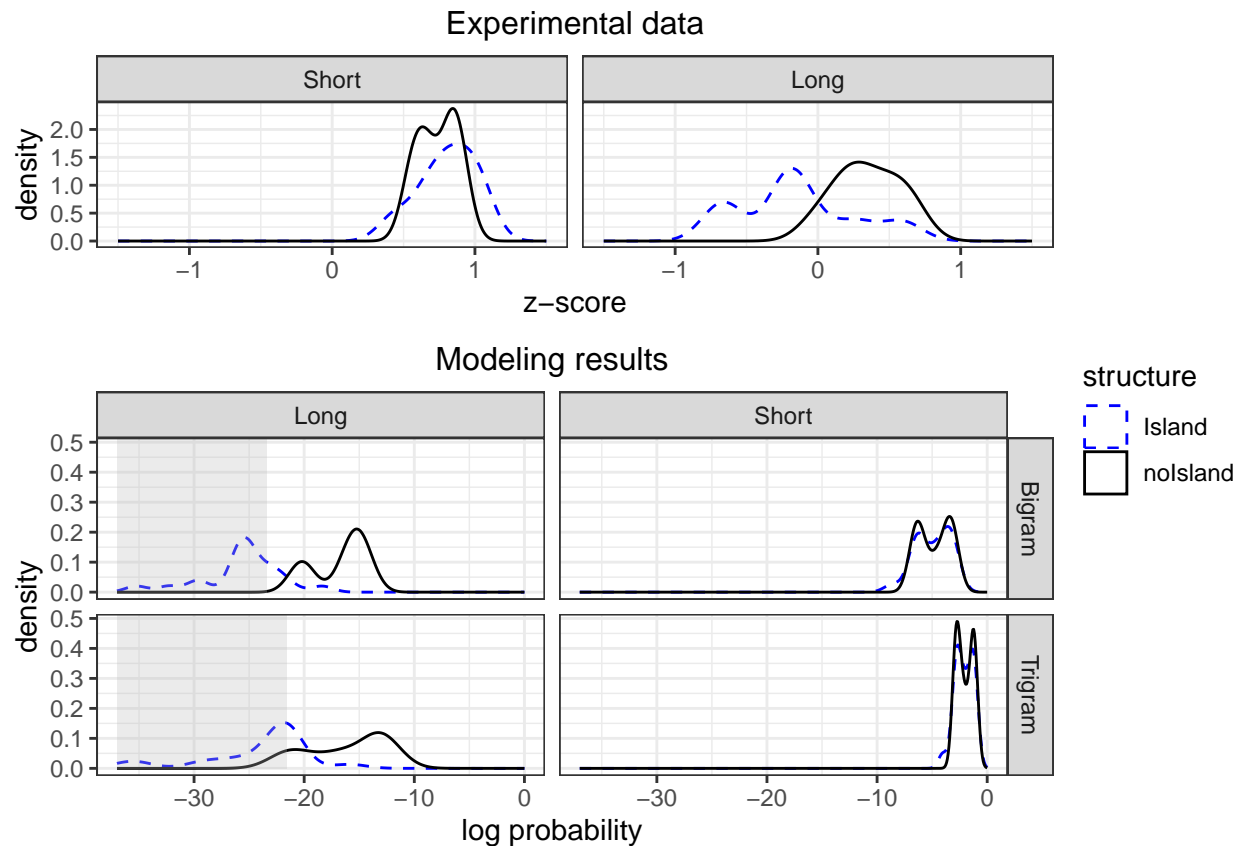 Experimental data
Short
Long
density
2.0
1.5
1.0
0.5
0.0
−1
0
1
−1
0
1
z−score
Modeling results
Long
Short
density
0.5
0.4
0.3
0.2
0.1
0.0
Bigram
0.5
0.4
0.3
0.2
0.1
0.0
Trigram
−30
−20
−10
0
−30
−20
−10
0
log probability
structure
Island
noIsland